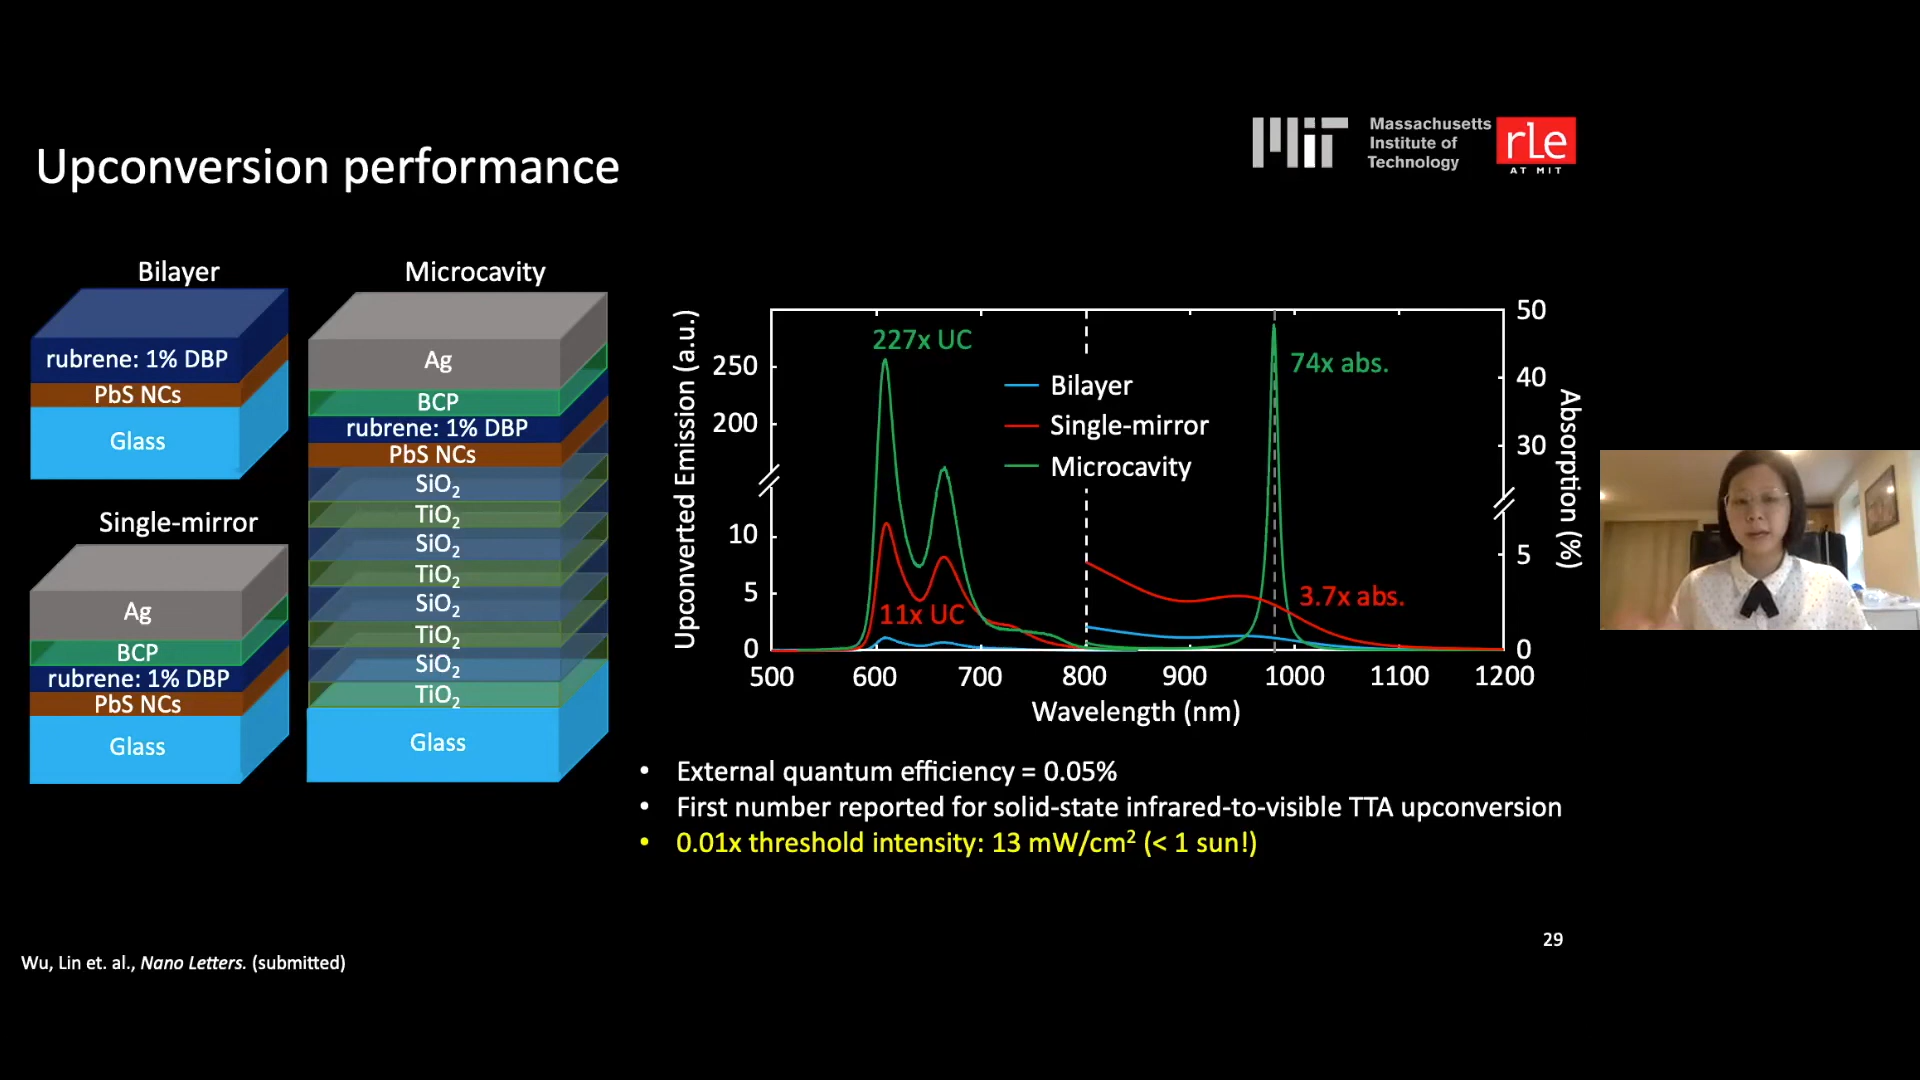 Massachusetts
Institute of
Technology
rle
AT MIT
Upconversion performance
Bilayer
rubrene: 1% DBP
PbS NCs
Glass
Single-mirror
Ag
BCP
rubrene: 1% DBP
PbS NCs
Glass
Microcavity
Ag
BCP
rubrene: 1% DBP
PbS NCs
SiO₂
TiO₂
SiO₂
TiO₂
SiO₂
TiO₂
SiO₂
TiO₂
Glass
Upconverted Emission (a.u.)
250
200
10
5
0
227x UC
11x UC
Bilayer
Single-mirror
Microcavity
74x abs.
3.7x abs.
50
40
30
5
0
Absorption (%)
500 600 700 800 900 1000 1100 1200
Wavelength (nm)
• External quantum efficiency = 0.05%
• First number reported for solid-state infrared-to-visible TTA upconversion
• 0.01x threshold intensity: 13 mW/cm² (< 1 sun!)
29
Wu, Lin et. al., Nano Letters. (submitted)